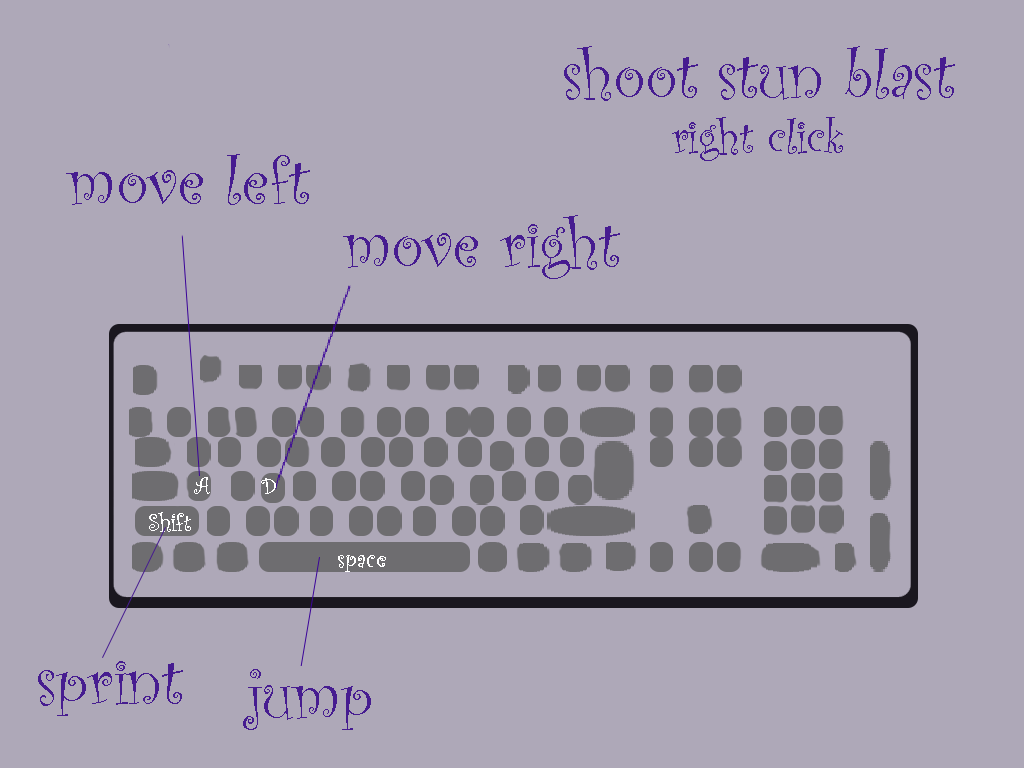 shoot stun blast
right click
move left
move right
A
D
Shift
space
sprint
jump